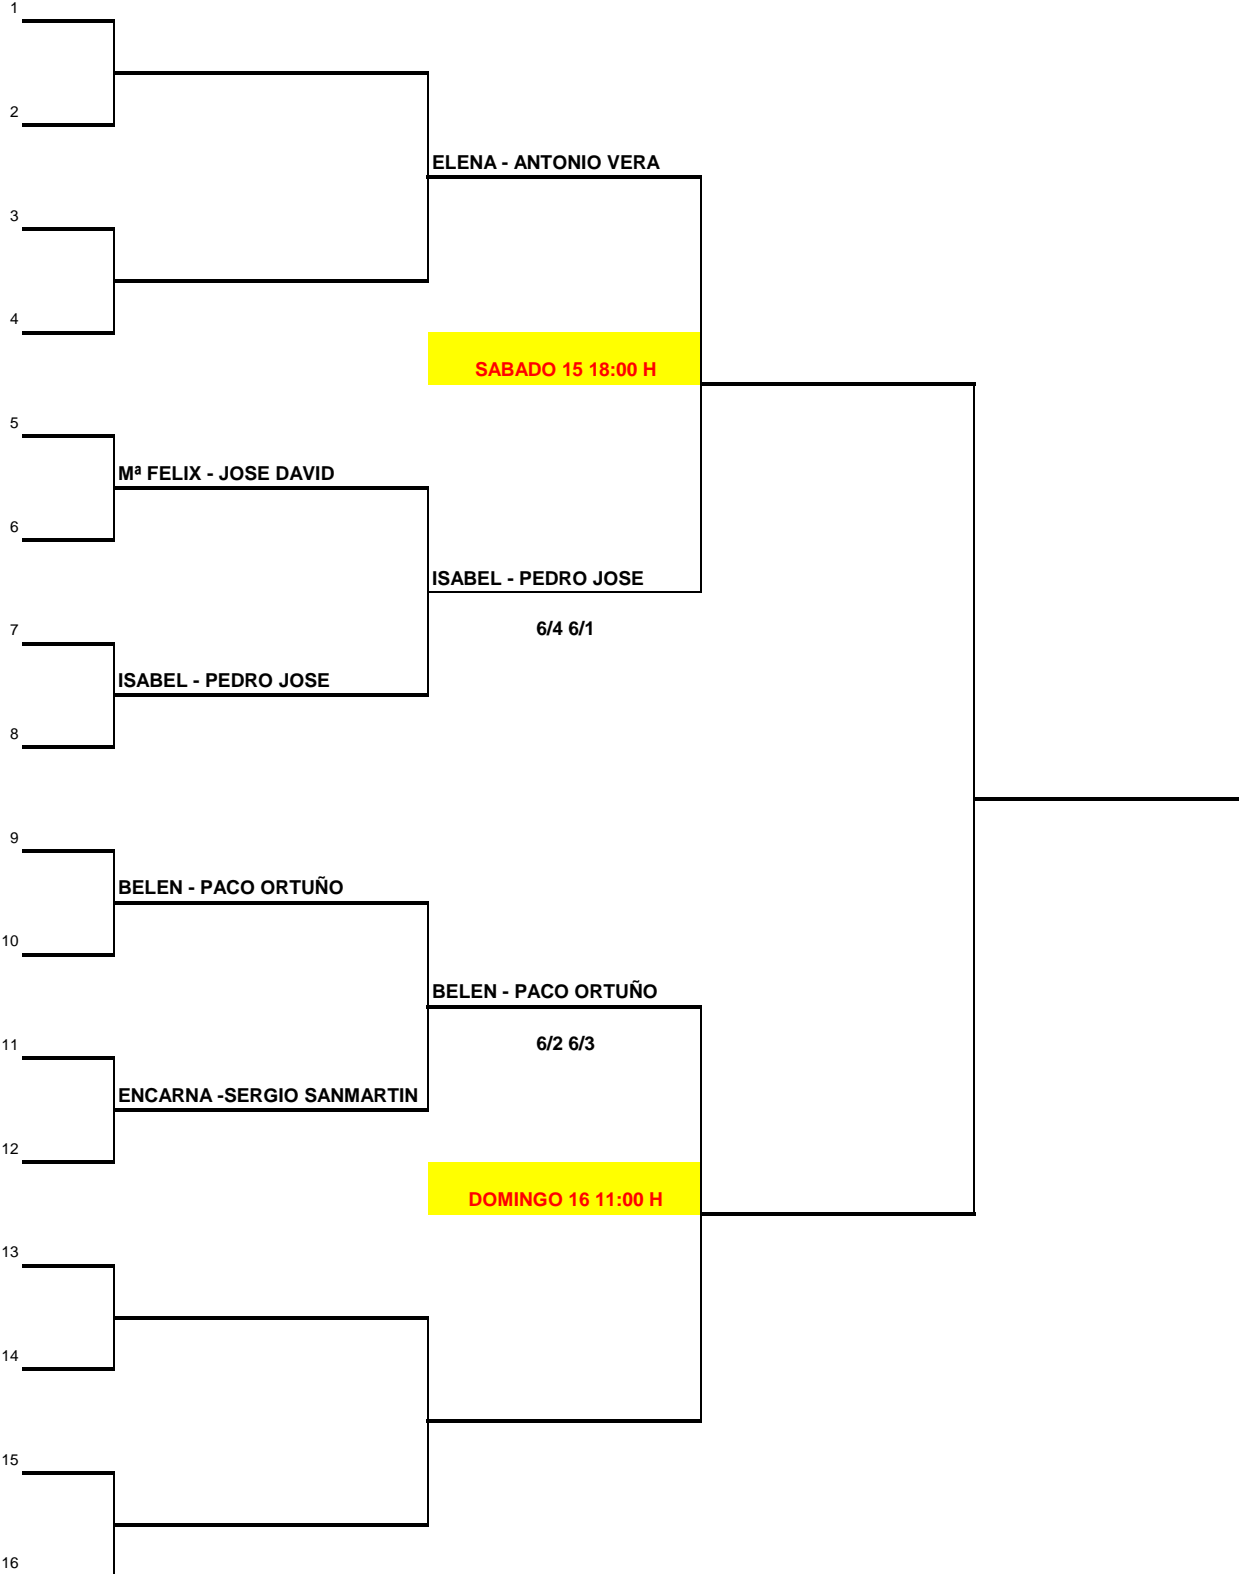 1
2
ELENA - ANTONIO VERA
3
4
SABADO 15 18:00 H
5
Mª FELIX - JOSE DAVID
6
ISABEL - PEDRO JOSE
7
6/4 6/1
ISABEL - PEDRO JOSE
8
9
BELEN - PACO ORTUÑO
10
BELEN - PACO ORTUÑO
11
6/2 6/3
ENCARNA -SERGIO SANMARTIN
12
DOMINGO 16 11:00 H
13
14
15
16